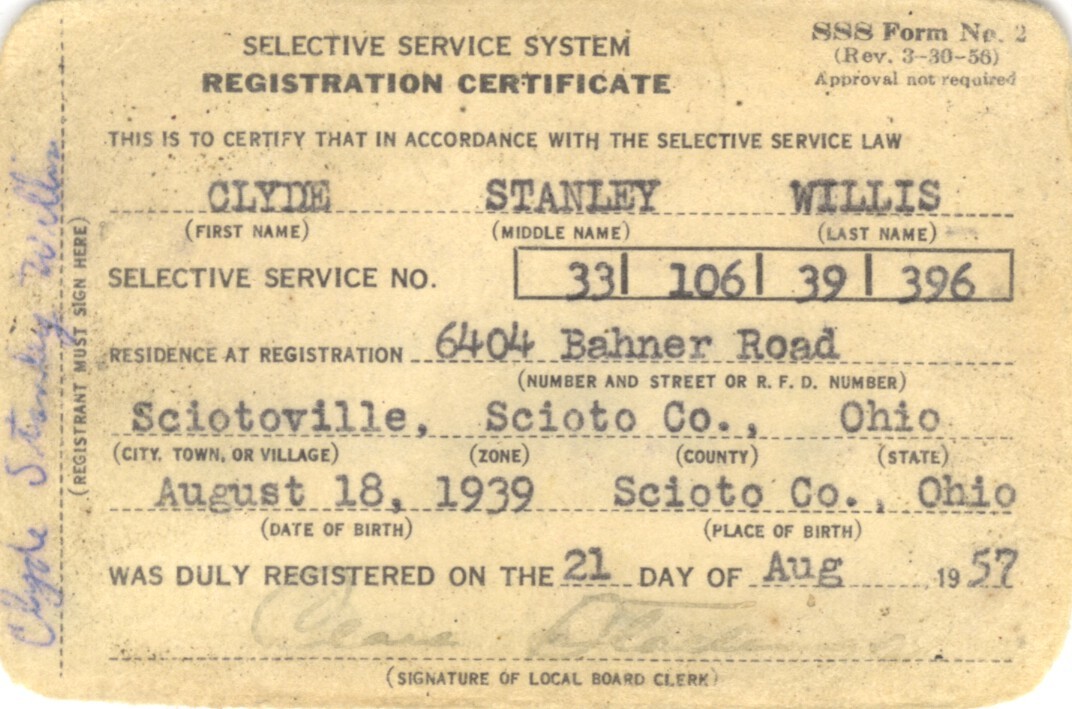 SELECTIVE SERVICE SYSTEM
REGISTRATION CERTIFICATE
SSS Form No. 2
(Rev. 3-30-56)
Approval not required
THIS IS TO CERTIFY THAT IN ACCORDANCE WITH THE SELECTIVE SERVICE LAW
CLYDE STANLEY WILLIS
(FIRST NAME) (MIDDLE NAME) (LAST NAME)
SELECTIVE SERVICE NO. 33 106 39 396
RESIDENCE AT REGISTRATION 6404 Bahner Road
(NUMBER AND STREET OR R. F. D. NUMBER)
Sciotoville, Scioto Co., Ohio
(CITY, TOWN, OR VILLAGE) (ZONE) (COUNTY) (STATE)
August 18, 1939 Scioto Co., Ohio
(DATE OF BIRTH) (PLACE OF BIRTH)
WAS DULY REGISTERED ON THE 21 DAY OF Aug 1957
(SIGNATURE OF LOCAL BOARD CLERK)
Clyde Stanley Willis
(REGISTRANT MUST SIGN HERE)